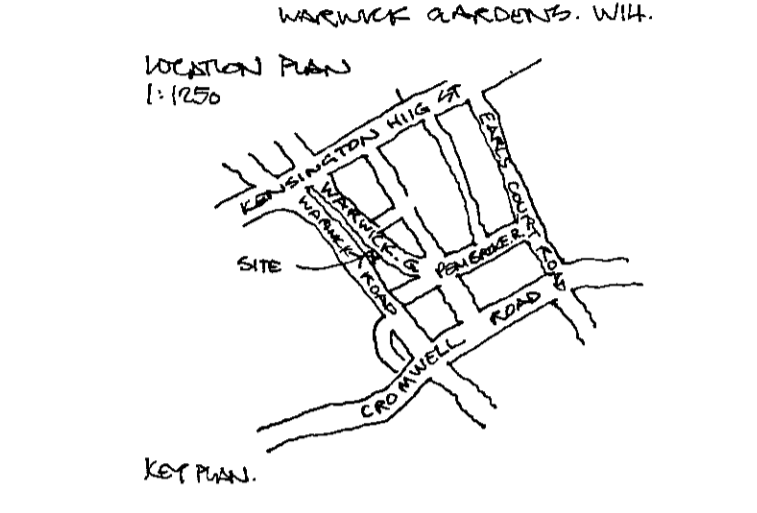 WARWICK GARDENS. W14.
LOCATION PLAN
1:1250
KENSINGTON HIIG ST
EARLS COURT ROAD
WARWICK. G
WARWICK ROAD
SITE
PEMBROKE R
CROMWELL ROAD
KEY PLAN.